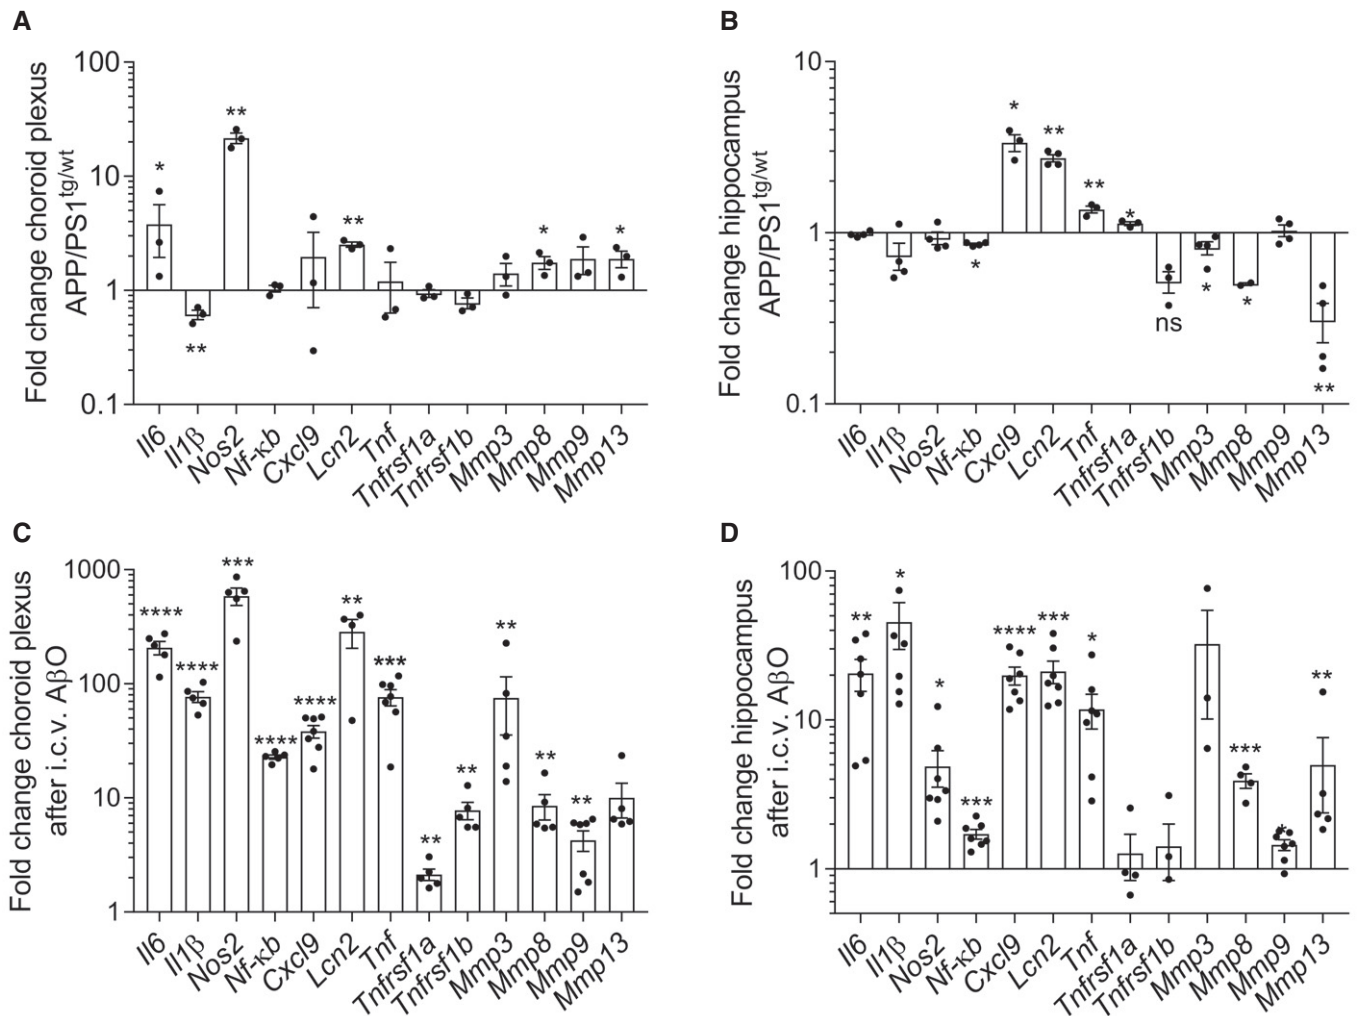 A
Fold change choroid plexus
APP/PS1tg/wt
100
10
1
0.1
*
**
**
**
*
*
Il6
Il1β
Nos2
Nf-κb
Cxcl9
Lcn2
Tnf
Tnfrsf1a
Tnfrsf1b
Mmp3
Mmp8
Mmp9
Mmp13
B
Fold change hippocampus
APP/PS1tg/wt
10
1
0.1
*
*
**
**
*
ns
*
*
**
Il6
Il1β
Nos2
Nf-κb
Cxcl9
Lcn2
Tnf
Tnfrsf1a
Tnfrsf1b
Mmp3
Mmp8
Mmp9
Mmp13
C
Fold change choroid plexus
after i.c.v. AβO
1000
100
10
1
****
****
***
****
****
**
***
**
**
**
**
**
Il6
Il1β
Nos2
Nf-κb
Cxcl9
Lcn2
Tnf
Tnfrsf1a
Tnfrsf1b
Mmp3
Mmp8
Mmp9
Mmp13
D
Fold change hippocampus
after i.c.v. AβO
100
10
1
**
*
*
***
****
***
*
***
*
**
Il6
Il1β
Nos2
Nf-κb
Cxcl9
Lcn2
Tnf
Tnfrsf1a
Tnfrsf1b
Mmp3
Mmp8
Mmp9
Mmp13